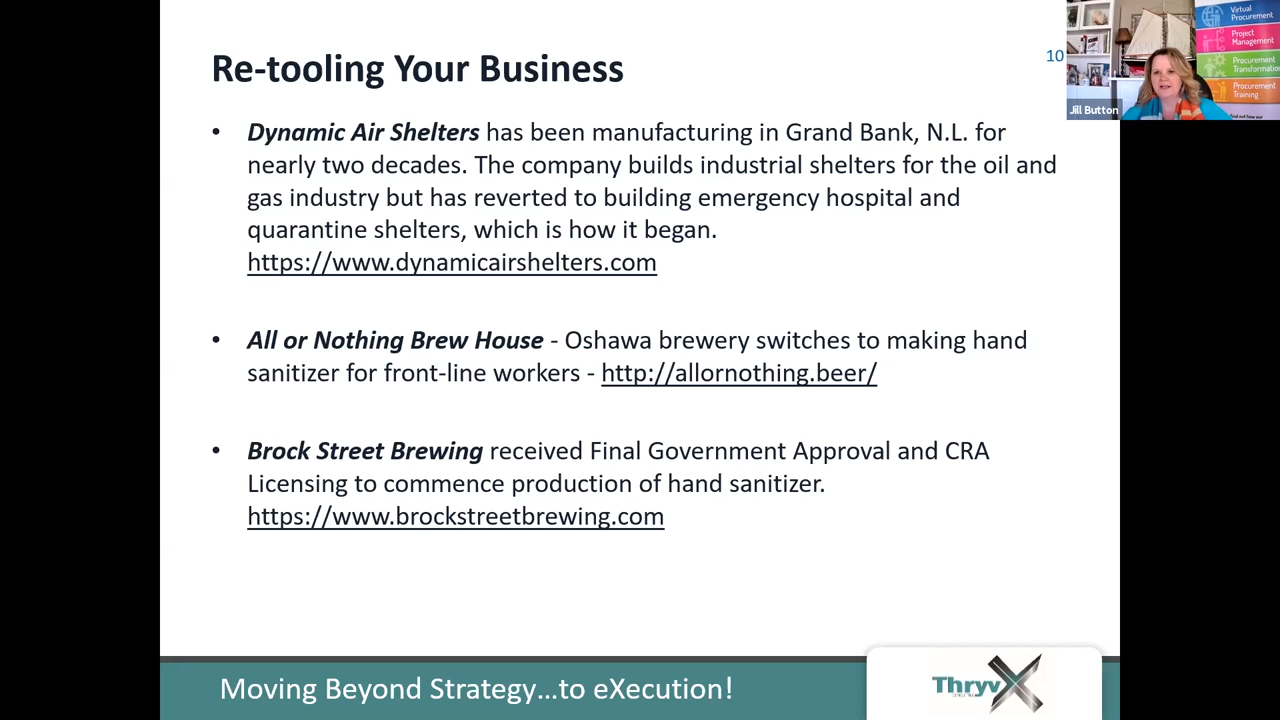 Re-tooling Your Business
10
• Dynamic Air Shelters has been manufacturing in Grand Bank, N.L. for
nearly two decades. The company builds industrial shelters for the oil and
gas industry but has reverted to building emergency hospital and
quarantine shelters, which is how it began.
https://www.dynamicairshelters.com
• All or Nothing Brew House - Oshawa brewery switches to making hand
sanitizer for front-line workers - http://allornothing.beer/
• Brock Street Brewing received Final Government Approval and CRA
Licensing to commence production of hand sanitizer.
https://www.brockstreetbrewing.com
Moving Beyond Strategy...to eXecution!
ThryvX
Virtual
Procurement
Project
Management
Procurement
Transformation
Procurement
Training
Jill Button